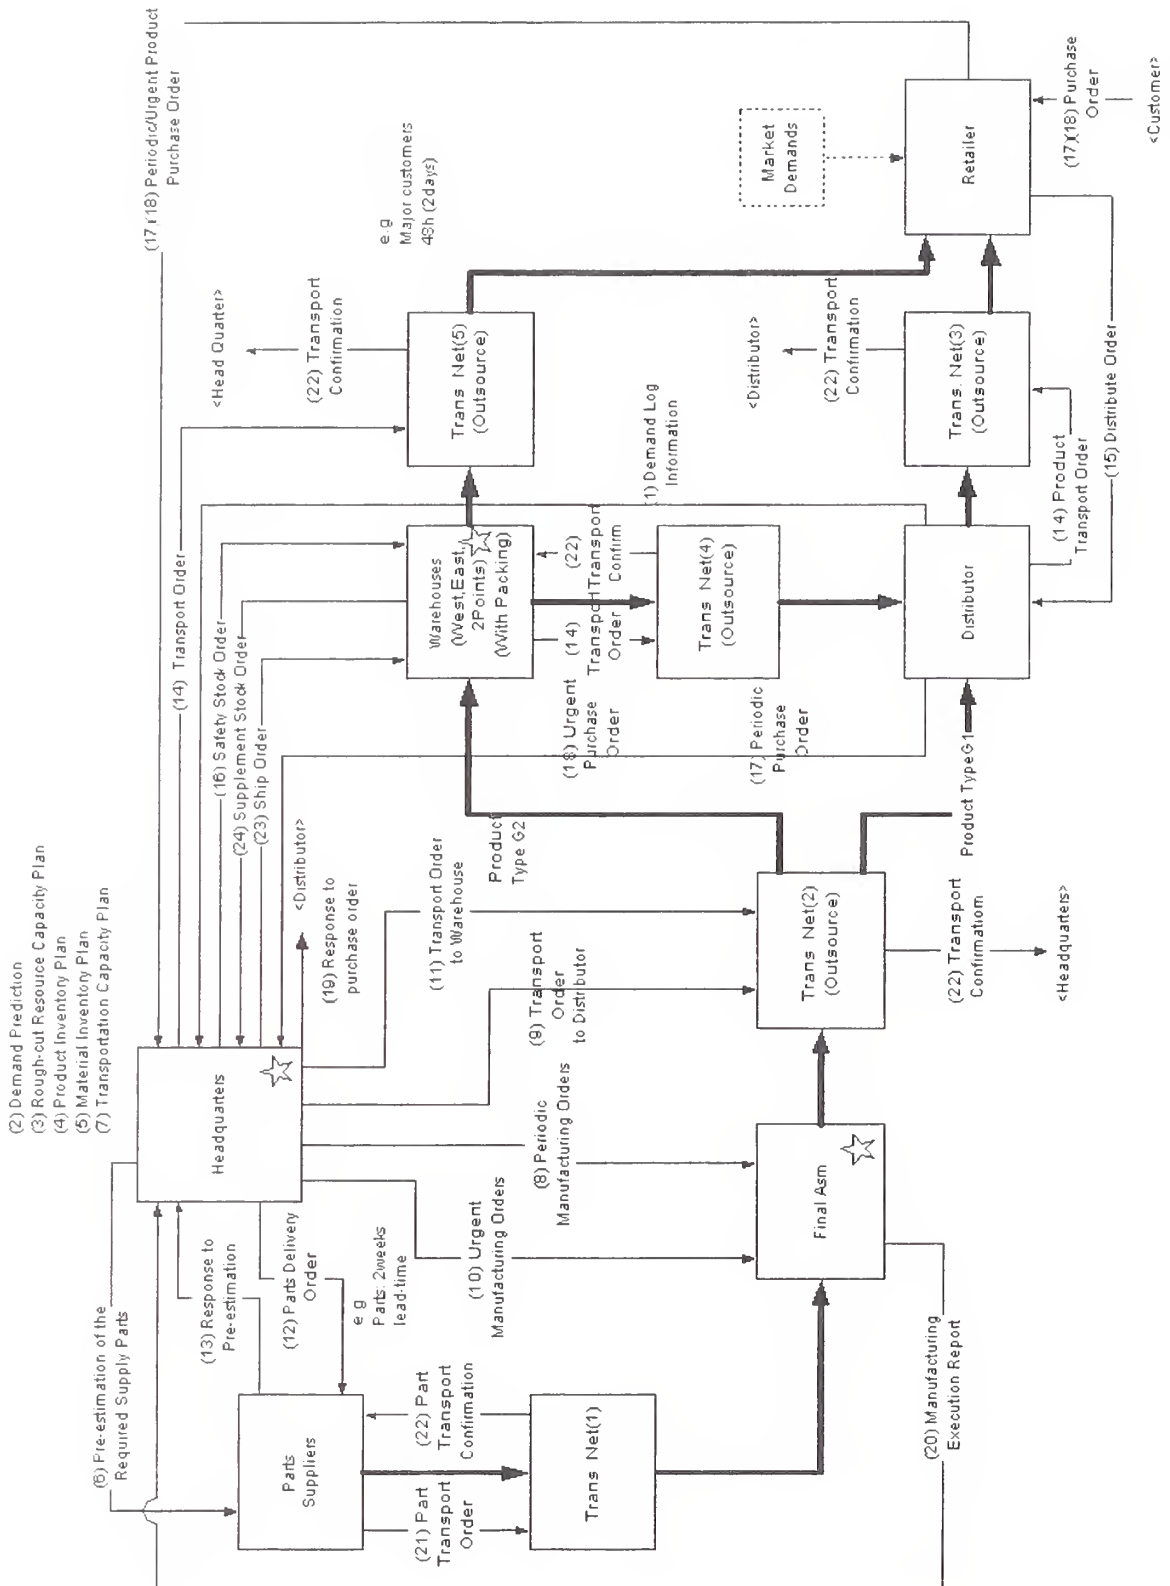 (2) Demand Prediction
(3) Rough-cut Resource Capacity Plan
(4) Product Inventory Plan
(5) Material Inventory Plan
(7) Transportation Capacity Plan
(17)(18) Periodic/Urgent Product
Purchase Order
(6) Pre-estimation of the
Required Supply Parts
Headquarters
(14) Transport Order
(16) Safety Stock Order
(24) Supplement Stock Order
(23) Ship Order
<Head Quarter>
(22) Transport
Confirmation
e.g
Major customers
48h (2days)
(13) Response to
Pre-estimation
(12) Parts Delivery
Order
e.g
Parts: 2weeks
lead-time
<Distributor>
(19) Response to
purchase order
Parts
Suppliers
(22) Part
Transport
Confirmation
(21) Part
Transport
Order
(10) Urgent
Manufacturing Orders
(8) Periodic
Manufacturing Orders
(9) Transport
Order
to Distributor
(11) Transport Order
to Warehouse
Product
Type G2
Warehouses
(West,East,
2Points)
(With Packing)
Trans Net(5)
(Outsource)
(18) Urgent
Purchase
Order
(14)
Transport
Order
(22)
Transport
Confirm
(1) Demand Log
Information
Trans Net(1)
Trans Net(4)
(Outsource)
(17) Periodic
Purchase
Order
<Distributor>
(22) Transport
Confirmation
Market
Demands
Final Asm
Trans Net(2)
(Outsource)
Distributor
Trans. Net(3)
(Outsource)
Retailer
Product TypeG1
(20) Manufacturing
Execution Report
(22) Transport
Confirmatiom
<Headquarters>
(14) Product
Transport Order
(15) Distribute Order
(17)(18) Purchase
Order
<Customer>